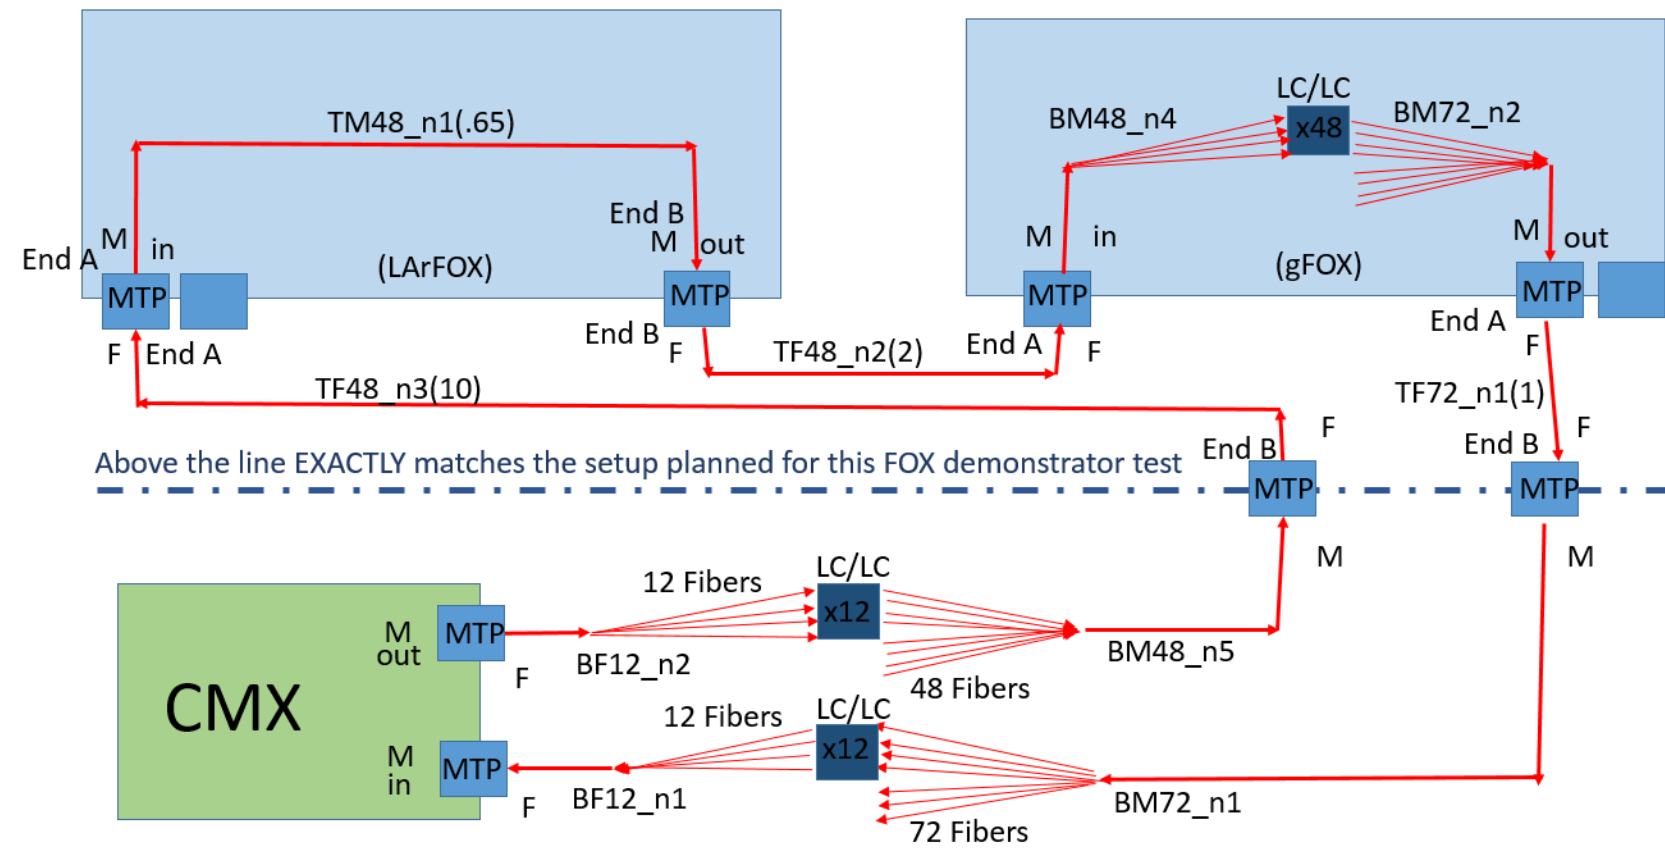 LC/LC
TM48_n1(.65)
BM48_n4
x48
BM72_n2
End A
M
in
(LArFOX)
End B
M
out
M
in
(gFOX)
M
out
MTP
MTP
MTP
MTP
F
End A
End B
F
TF48_n2(2)
End A
F
End A
F
TF48_n3(10)
TF72_n1(1)
F
F
Above the line EXACTLY matches the setup planned for this FOX demonstrator test
End B
End B
MTP
MTP
M
M
12 Fibers
LC/LC
x12
M
out
MTP
F
BF12_n2
BM48_n5
48 Fibers
CMX
12 Fibers
LC/LC
x12
M
in
MTP
F
BF12_n1
BM72_n1
72 Fibers